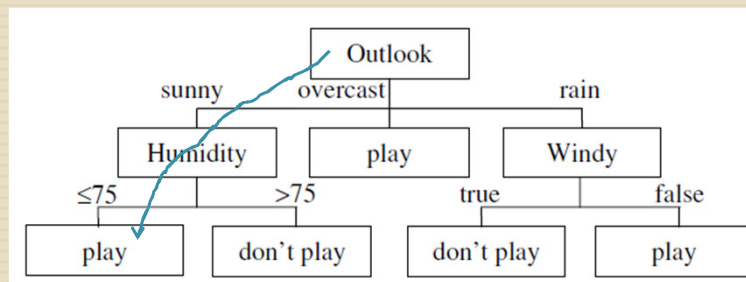 Outlook
sunny overcast rain
Humidity play Windy
≤75 >75 true false
play don’t play don’t play play